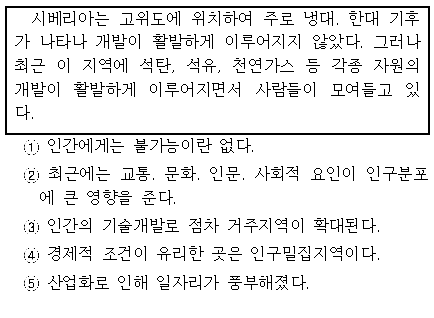 시베리아는 고위도에 위치하여 주로 냉대. 한대 기후
가 나타나 개발이 활발하게 이루어지지 않았다. 그러나
최근 이 지역에 석탄, 석유, 천연가스 등 각종 자원의
개발이 활발하게 이루어지면서 사람들이 모여들고 있
다.
① 인간에게는 불가능이란 없다.
② 최근에는 교통. 문화. 인문. 사회적 요인이 인구분포
에 큰 영향을 준다.
③ 인간의 기술개발로 점차 거주지역이 확대된다.
④ 경제적 조건이 유리한 곳은 인구밀집지역이다.
⑤ 산업화로 인해 일자리가 풍부해졌다.